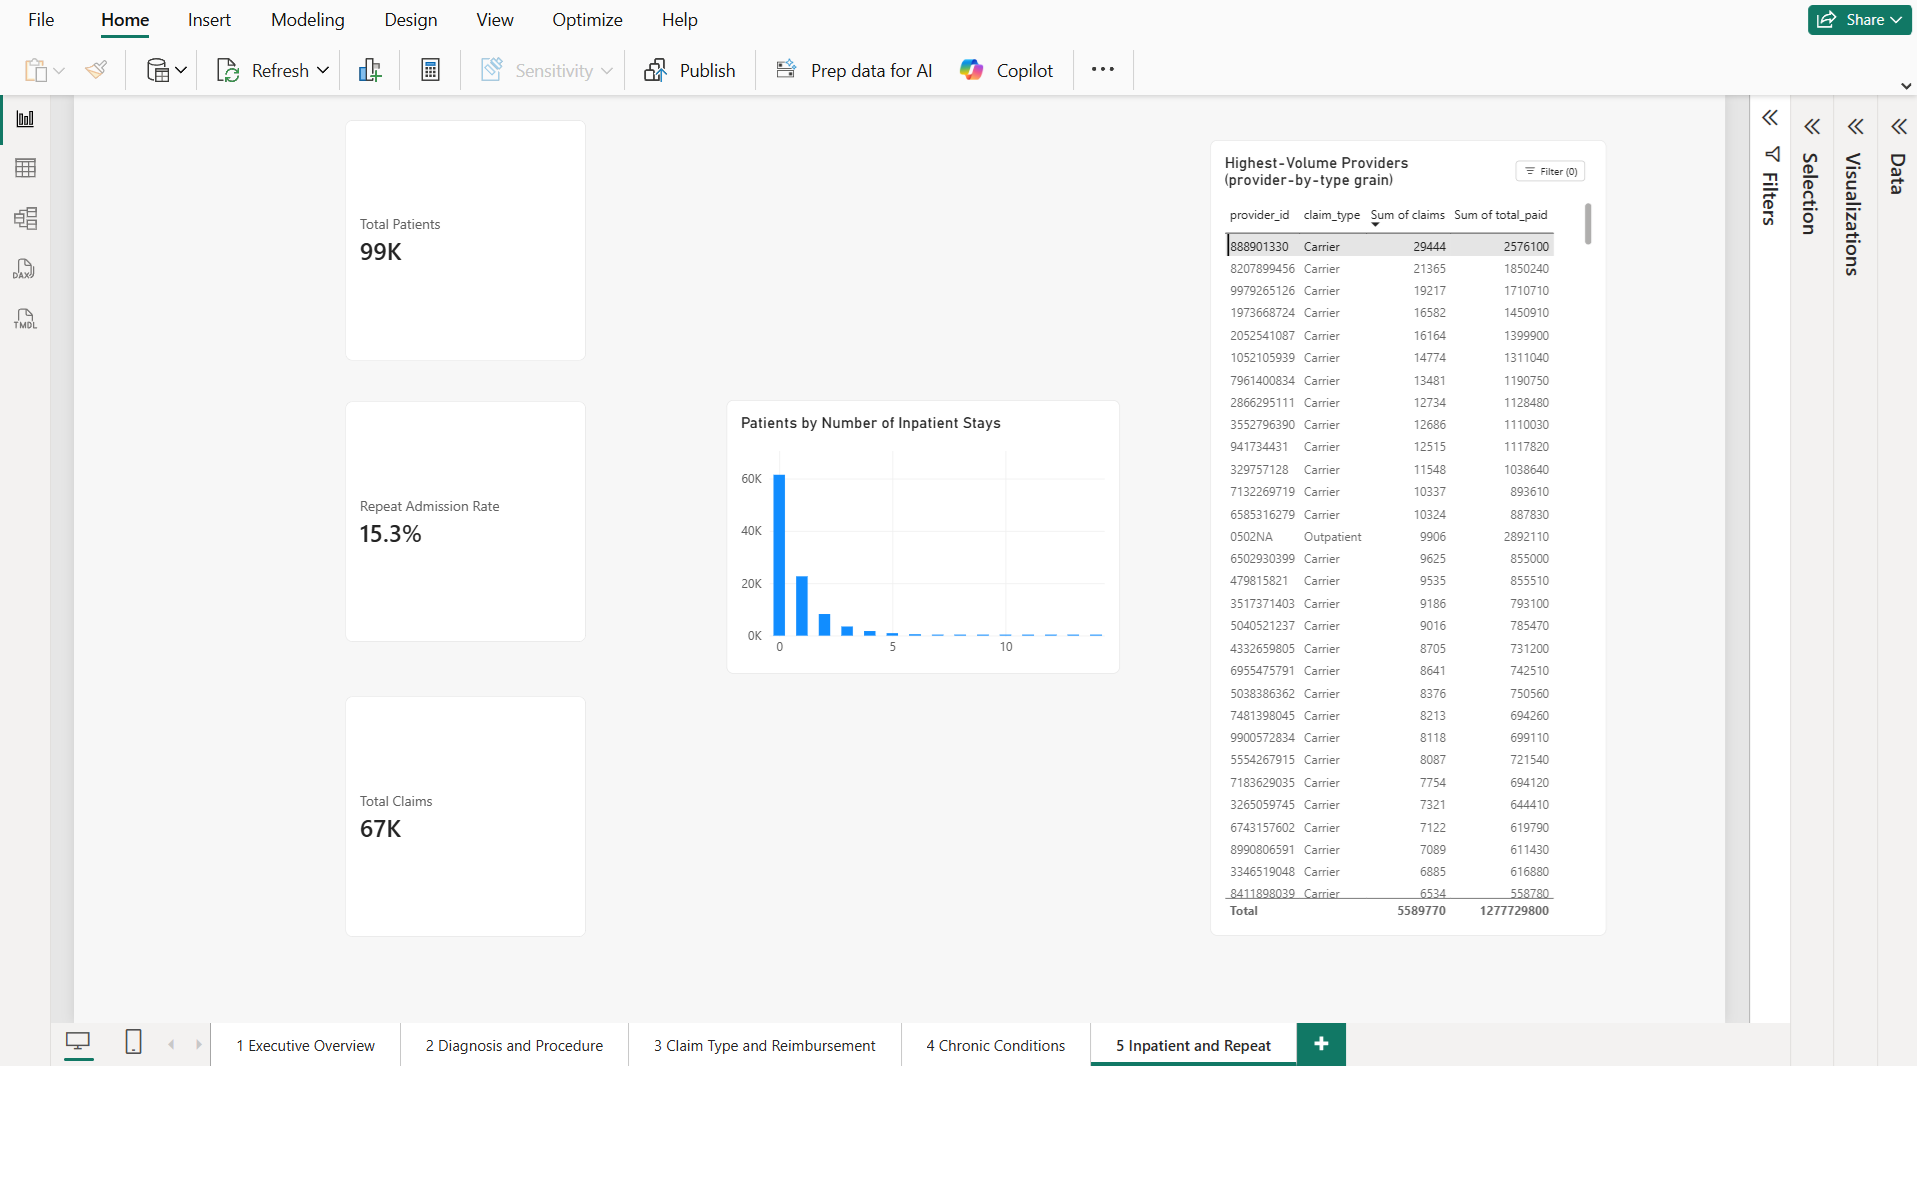 File Home Insert Modeling Design View Optimize Help
Share
Refresh Sensitivity Publish Prep data for AI Copilot
DAX
TMDL
Total Patients
99K
Repeat Admission Rate
15.3%
Total Claims
67K
Patients by Number of Inpatient Stays
60K
40K
20K
0K
0 5 10
Highest-Volume Providers
(provider-by-type grain)
Filter (0)
provider_id claim_type Sum of claims Sum of total_paid
888901330 Carrier 29444 2576100
8207899456 Carrier 21365 1850240
9979265126 Carrier 19217 1710710
1973668724 Carrier 16582 1450910
2052541087 Carrier 16164 1399900
1052105939 Carrier 14774 1311040
7961400834 Carrier 13481 1190750
2866295111 Carrier 12734 1128480
3552796390 Carrier 12686 1110030
941734431 Carrier 12515 1117820
329757128 Carrier 11548 1038640
7132269719 Carrier 10337 893610
6585316279 Carrier 10324 887830
0502NA Outpatient 9906 2892110
6502930399 Carrier 9625 855000
479815821 Carrier 9535 855510
3517371403 Carrier 9186 793100
5040521237 Carrier 9016 785470
4332659805 Carrier 8705 731200
6955475791 Carrier 8641 742510
5038386362 Carrier 8376 750560
7481398045 Carrier 8213 694260
9900572834 Carrier 8118 699110
5554267915 Carrier 8087 721540
7183629035 Carrier 7754 694120
3265059745 Carrier 7321 644410
6743157602 Carrier 7122 619790
8990806591 Carrier 7089 611430
3346519048 Carrier 6885 616880
8411898039 Carrier 6534 558780
Total 5589770 1277729800
Filters
Selection
Visualizations
Data
1 Executive Overview 2 Diagnosis and Procedure 3 Claim Type and Reimbursement 4 Chronic Conditions 5 Inpatient and Repeat